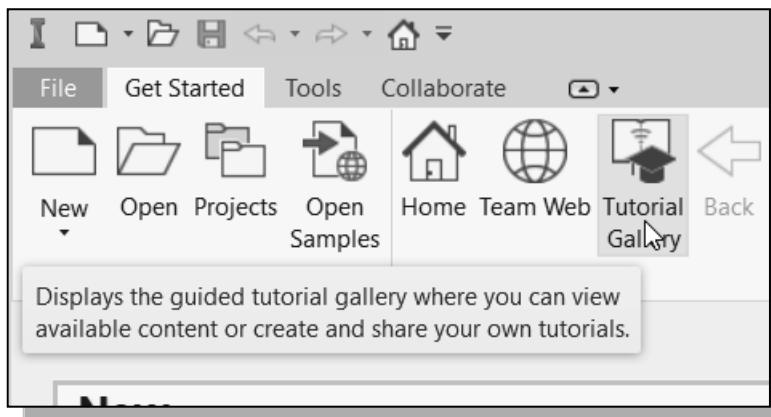 File Get Started Tools Collaborate
New Open Projects Open Samples Home Team Web Tutorial Gallery Back
Displays the guided tutorial gallery where you can view
available content or create and share your own tutorials.
New